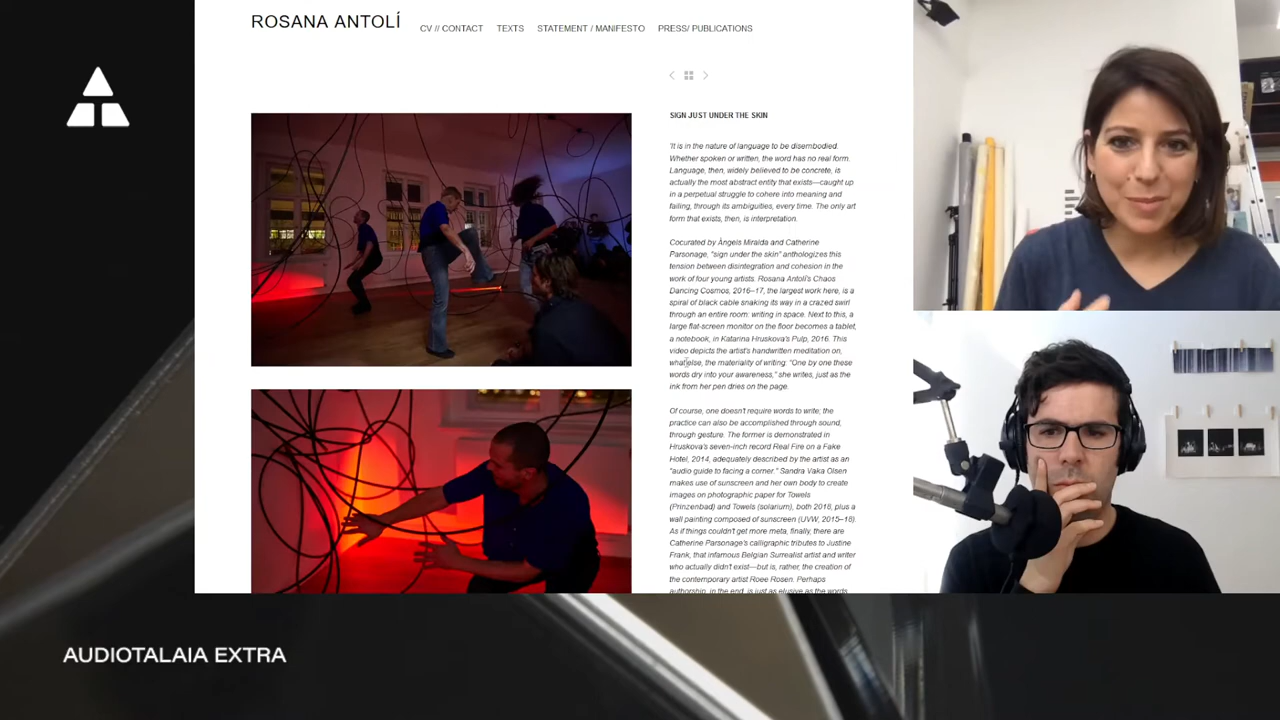 ROSANA ANTOLÍ
CV // CONTACT
TEXTS
STATEMENT / MANIFESTO
PRESS/ PUBLICATIONS
SIGN JUST UNDER THE SKIN
'It is in the nature of language to be disembodied.
Whether spoken or written, the word has no real form.
Language, then, widely believed to be concrete, is
actually the most abstract entity that exists—caught up
in a perpetual struggle to cohere into meaning and
failing, through its ambiguities, every time. The only art
form that exists, then, is interpretation.
Cocurated by Àngels Miralda and Catherine
Parsonage, “sign under the skin” anthologizes this
tension between disintegration and cohesion in the
work of four young artists. Rosana Antolí's Chaos
Dancing Cosmos, 2016–17, the largest work here, is a
spiral of black cable snaking its way in a crazed swirl
through an entire room: writing in space. Next to this, a
large flat-screen monitor on the floor becomes a tablet,
a notebook, in Katarina Hruskova's Pulp, 2016. This
video depicts the artist's handwritten meditation on,
what else, the materiality of writing: “One by one these
words dry into your awareness,” she writes, just as the
ink from her pen dries on the page.
Of course, one doesn't require words to write; the
practice can also be accomplished through sound,
through gesture. The former is demonstrated in
Hruskova's seven-inch record Real Fire on a Fake
Hotel, 2014, adequately described by the artist as an
“audio guide to facing a corner.” Sandra Vaka Olsen
makes use of sunscreen and her own body to create
images on photographic paper for Towels
(Prinzenbad) and Towels (solarium), both 2018, plus a
wall painting composed of sunscreen (UVW, 2015–18).
As if things couldn't get more meta, finally, there are
Catherine Parsonage's calligraphic tributes to Justine
Frank, that infamous Belgian Surrealist artist and writer
who actually didn't exist—but is, rather, the creation of
the contemporary artist Roee Rosen. Perhaps
authorship, in the end, is just as elusive as the words
AUDIOTALAIA EXTRA